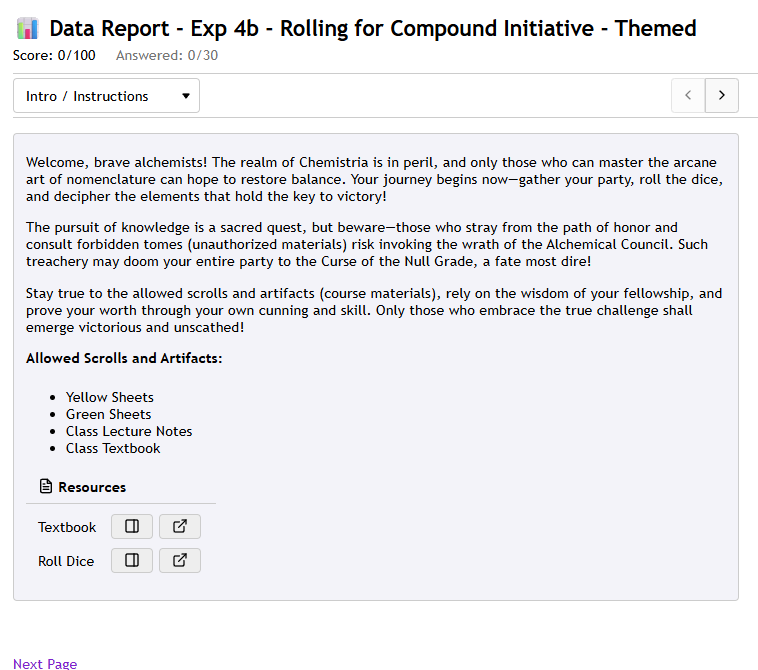 Data Report - Exp 4b - Rolling for Compound Initiative - Themed
Score: 0/100 Answered: 0/30
Intro / Instructions
Welcome, brave alchemists! The realm of Chemistria is in peril, and only those who can master the arcane
art of nomenclature can hope to restore balance. Your journey begins now—gather your party, roll the dice,
and decipher the elements that hold the key to victory!
The pursuit of knowledge is a sacred quest, but beware—those who stray from the path of honor and
consult forbidden tomes (unauthorized materials) risk invoking the wrath of the Alchemical Council. Such
treachery may doom your entire party to the Curse of the Null Grade, a fate most dire!
Stay true to the allowed scrolls and artifacts (course materials), rely on the wisdom of your fellowship, and
prove your worth through your own cunning and skill. Only those who embrace the true challenge shall
emerge victorious and unscathed!
Allowed Scrolls and Artifacts:
• Yellow Sheets
• Green Sheets
• Class Lecture Notes
• Class Textbook
Resources
Textbook
Roll Dice
Next Page